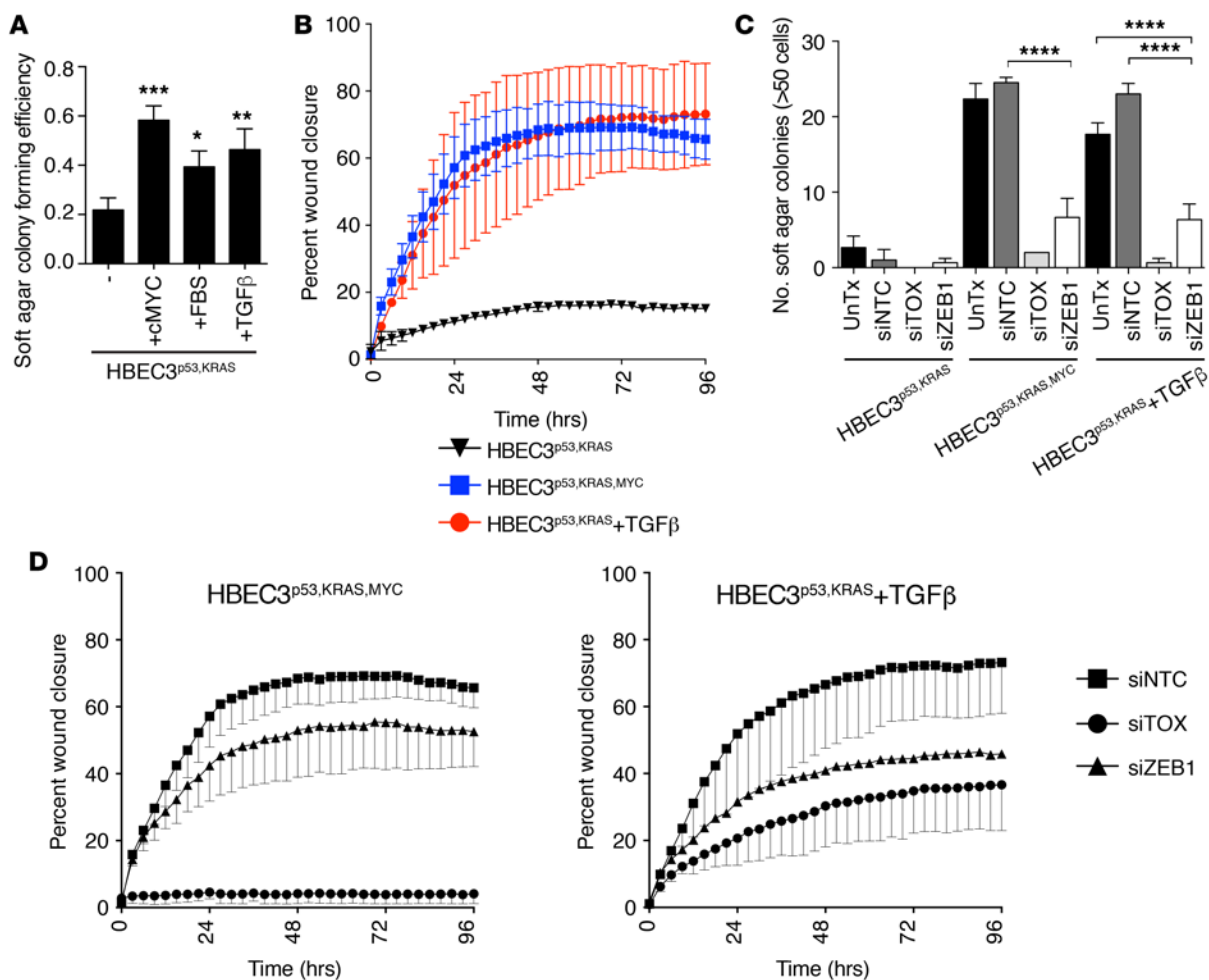 A
Soft agar colony forming efficiency
0.8
0.6
0.4
0.2
0.0
***
*
**
-
+cMYC
+FBS
+TGFβ
HBEC3p53,KRAS
B
Percent wound closure
100
80
60
40
20
0
0
24
48
72
96
Time (hrs)
HBEC3p53,KRAS
HBEC3p53,KRAS,MYC
HBEC3p53,KRAS+TGFβ
C
No. soft agar colonies (>50 cells)
30
20
10
0
****
****
****
UnTx
siNTC
siTOX
siZEB1
UnTx
siNTC
siTOX
siZEB1
UnTx
siNTC
siTOX
siZEB1
HBEC3p53,KRAS
HBEC3p53,KRAS,MYC
HBEC3p53,KRAS+TGFβ
D
HBEC3p53,KRAS,MYC
Percent wound closure
100
80
60
40
20
0
0
24
48
72
96
Time (hrs)
HBEC3p53,KRAS+TGFβ
Percent wound closure
100
80
60
40
20
0
0
24
48
72
96
Time (hrs)
siNTC
siTOX
siZEB1